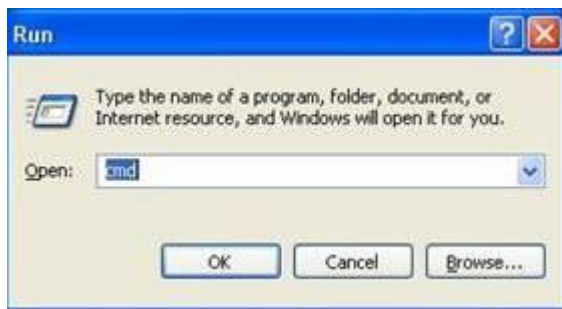 Run
Type the name of a program, folder, document, or
Internet resource, and Windows will open it for you.
Open: cmd
OK Cancel Browse...